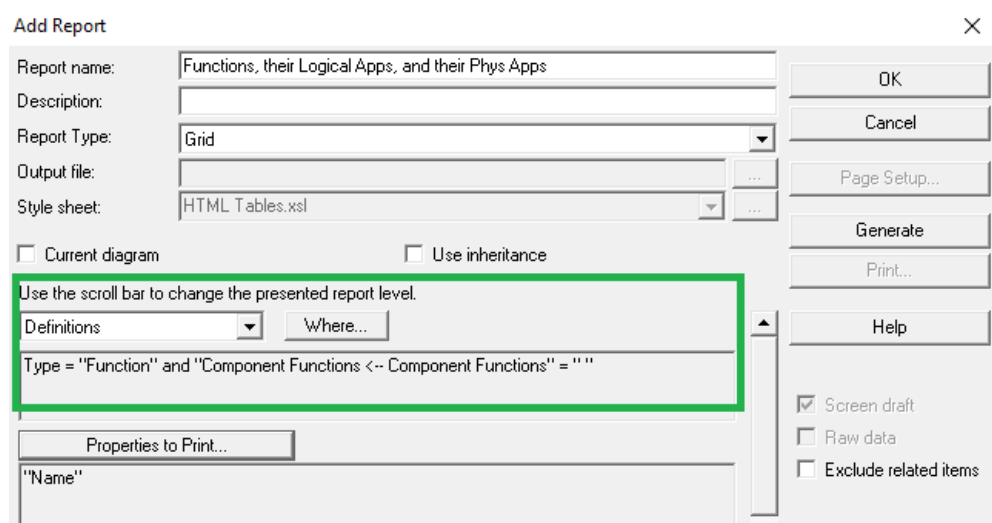 Add Report
Report name: Functions, their Logical Apps, and their Phys Apps
OK
Description:
Cancel
Report Type: Grid
Output file: ...
Page Setup...
Style sheet: HTML Tables.xsl ...
Generate
Current diagram Use inheritance
Print...
Use the scroll bar to change the presented report level.
Definitions Where... Help
Type = "Function" and "Component Functions <-- Component Functions" = " "
Screen draft
Properties to Print... Raw data
"Name" Exclude related items